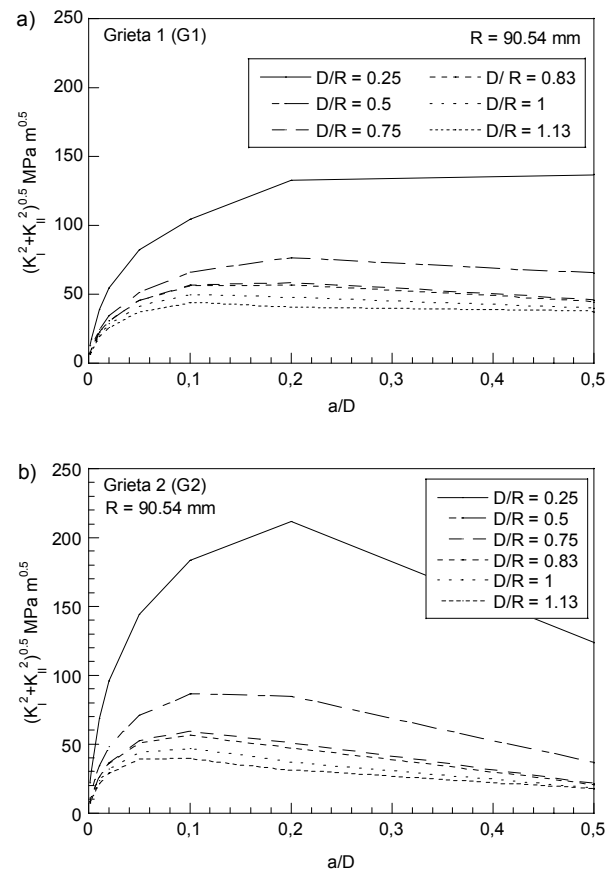 a)
Grieta 1 (G1)
R = 90.54 mm
D/R = 0.25
D/R = 0.5
D/R = 0.75
D/ R = 0.83
D/R = 1
D/R = 1.13
(K_I^2+K_II^2)^0.5 MPa m^0.5
250
200
150
100
50
0
0
0,1
0,2
0,3
0,4
0,5
a/D
b)
Grieta 2 (G2)
R = 90.54 mm
D/R = 0.25
D/R = 0.5
D/R = 0.75
D/R = 0.83
D/R = 1
D/R = 1.13
(K_I^2+K_II^2)^0.5 MPa m^0.5
250
200
150
100
50
0
0
0,1
0,2
0,3
0,4
0,5
a/D